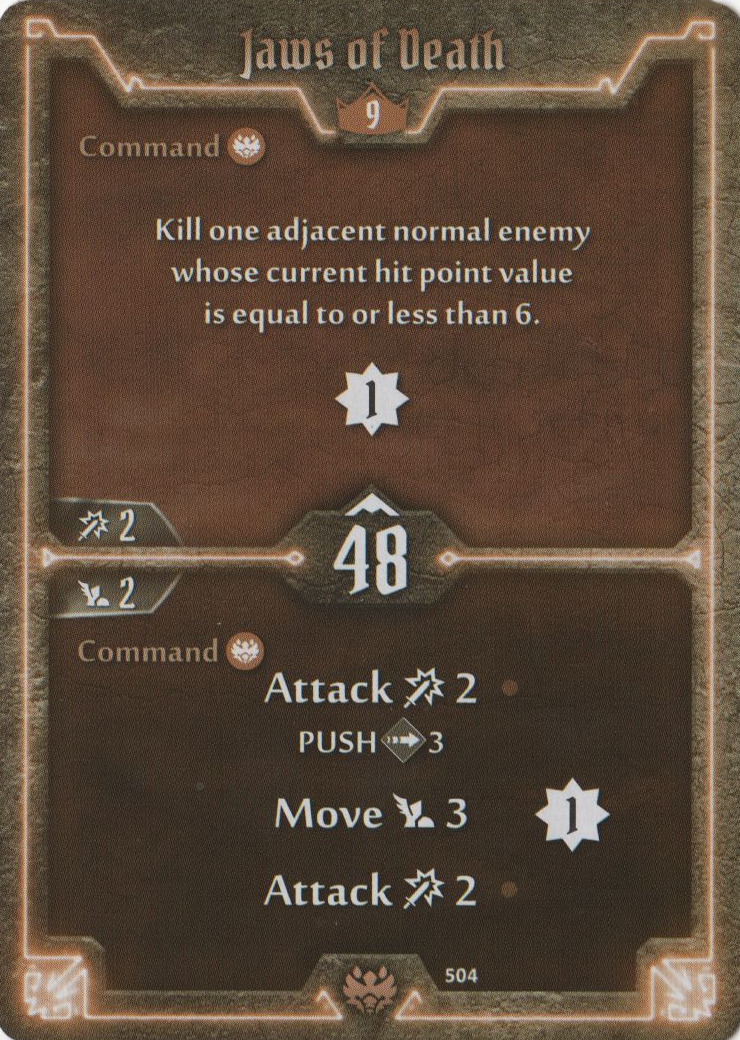 Jaws of Death
9
Command
Kill one adjacent normal enemy
whose current hit point value
is equal to or less than 6.
1
2
48
2
Command
Attack 2
PUSH 3
Move 3
1
Attack 2
504